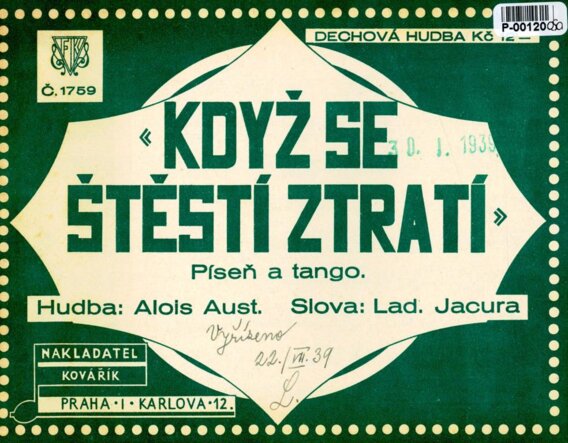 DECHOVÁ HUDBA Kč 12
P-00120
Č. 1759
« KDYŽ SE
30. I. 1939
ŠTĚSTÍ ZTRATÍ »
Píseň a tango.
Hudba: Alois Aust. Slova: Lad. Jacura
Vyřízeno
22./VII. 39
L.
NAKLADATEL
KOVÁŘÍK
PRAHA · I · KARLOVA · 12.